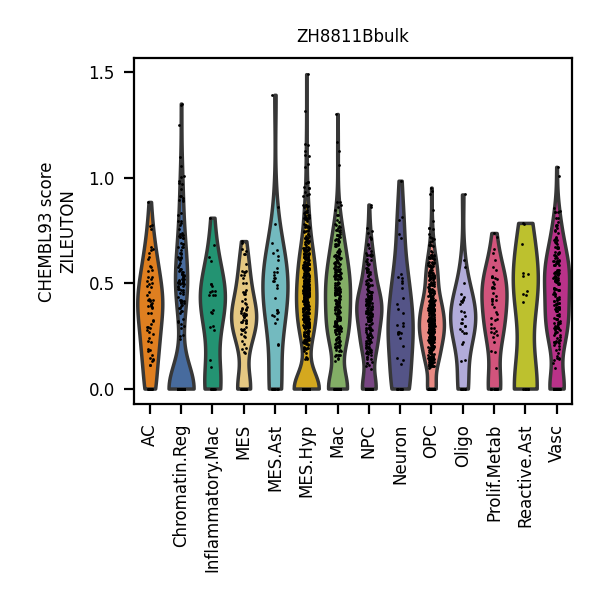 ZH8811Bbulk
CHEMBL93 score
ZILEUTON
1.5
1.0
0.5
0.0
AC
Chromatin.Reg
Inflammatory.Mac
MES
MES.Ast
MES.Hyp
Mac
NPC
Neuron
OPC
Oligo
Prolif.Metab
Reactive.Ast
Vasc